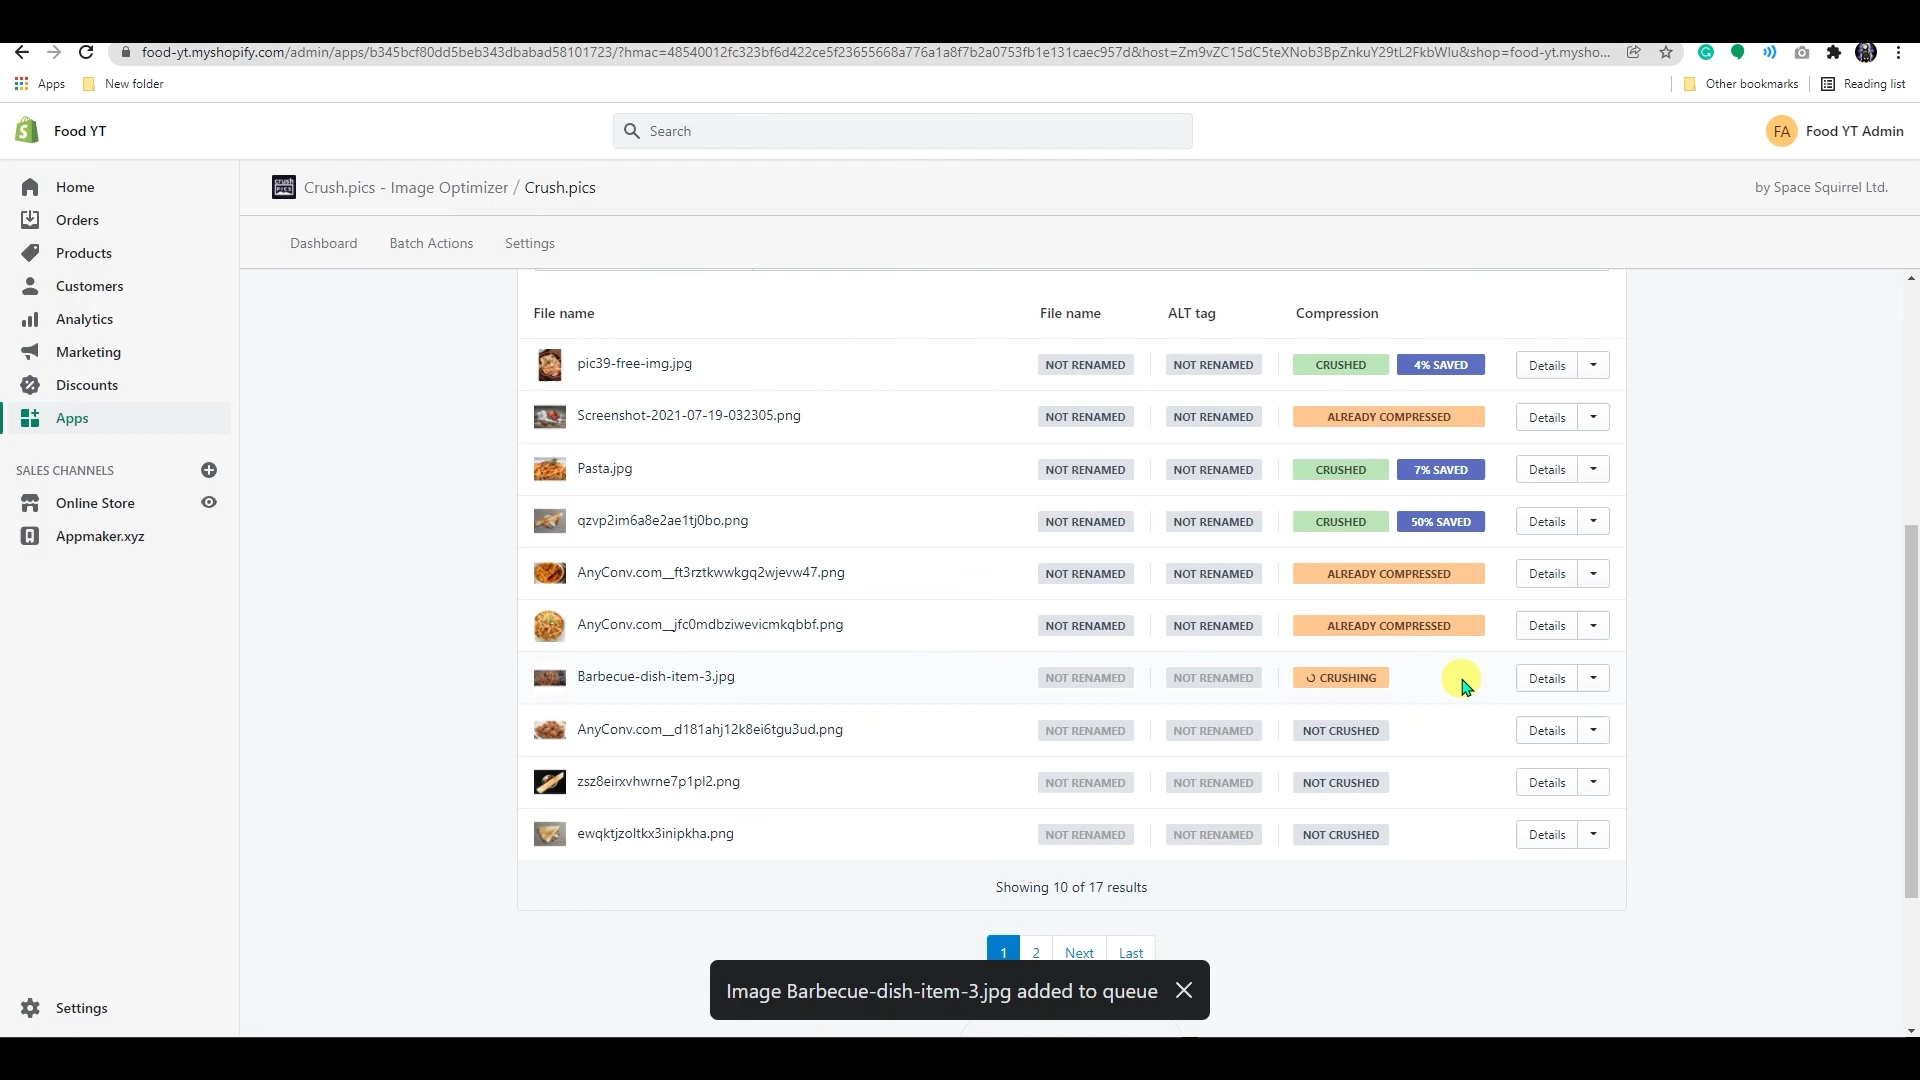 food-yt.myshopify.com/admin/apps/b345bcf80dd5beb343dbabad58101723/?hmac=48540012fc323bf6d422ce5f23655668a776a1a8f7b2a0753fb1e131caec957d&host=Zm9vZC15dC5teXNob3BpZnkuY29tL2FkbWlu&shop=food-yt.mysho...
Apps New folder Other bookmarks Reading list
Food YT Search FA Food YT Admin
Home
Orders
Products
Customers
Analytics
Marketing
Discounts
Apps
SALES CHANNELS
Online Store
Appmaker.xyz
Settings
crush PICS Crush.pics - Image Optimizer / Crush.pics by Space Squirrel Ltd.
Dashboard Batch Actions Settings
File name File name ALT tag Compression
pic39-free-img.jpg NOT RENAMED NOT RENAMED CRUSHED 4% SAVED Details
Screenshot-2021-07-19-032305.png NOT RENAMED NOT RENAMED ALREADY COMPRESSED Details
Pasta.jpg NOT RENAMED NOT RENAMED CRUSHED 7% SAVED Details
qzvp2im6a8e2ae1tj0bo.png NOT RENAMED NOT RENAMED CRUSHED 50% SAVED Details
AnyConv.com__ft3rztkwwkgq2wjevw47.png NOT RENAMED NOT RENAMED ALREADY COMPRESSED Details
AnyConv.com__jfc0mdbziwevicmkqbbf.png NOT RENAMED NOT RENAMED ALREADY COMPRESSED Details
Barbecue-dish-item-3.jpg NOT RENAMED NOT RENAMED CRUSHING Details
AnyConv.com__d181ahj12k8ei6tgu3ud.png NOT RENAMED NOT RENAMED NOT CRUSHED Details
zsz8eirxvhwrne7p1pl2.png NOT RENAMED NOT RENAMED NOT CRUSHED Details
ewqktjzoltkx3inipkha.png NOT RENAMED NOT RENAMED NOT CRUSHED Details
Showing 10 of 17 results
1 2 Next Last
Image Barbecue-dish-item-3.jpg added to queue